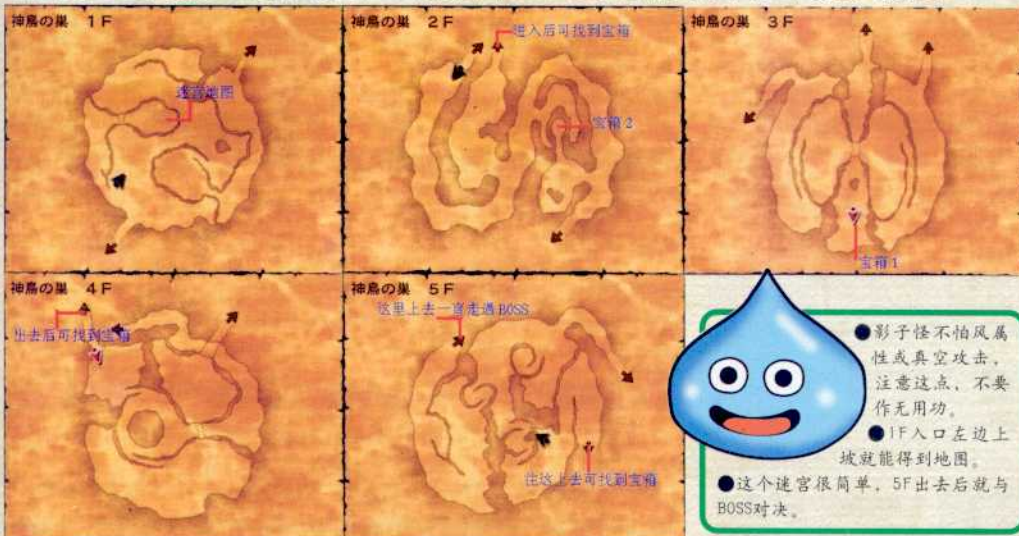 神鳥の巣 1F
迷宫地图
神鳥の巣 2F
进入后可找到宝箱
宝箱2
神鳥の巣 3F
宝箱1
神鳥の巣 4F
出去后可找到宝箱
神鳥の巣 5F
这里上去一直走遇BOSS
往这上去可找到宝箱
●影子怪不怕风属
性或真空攻击,
注意这点,不要
作无用功。
●1F入口左边上
坡就能得到地图。
●这个迷宫很简单,5F出去后就与
BOSS对决。